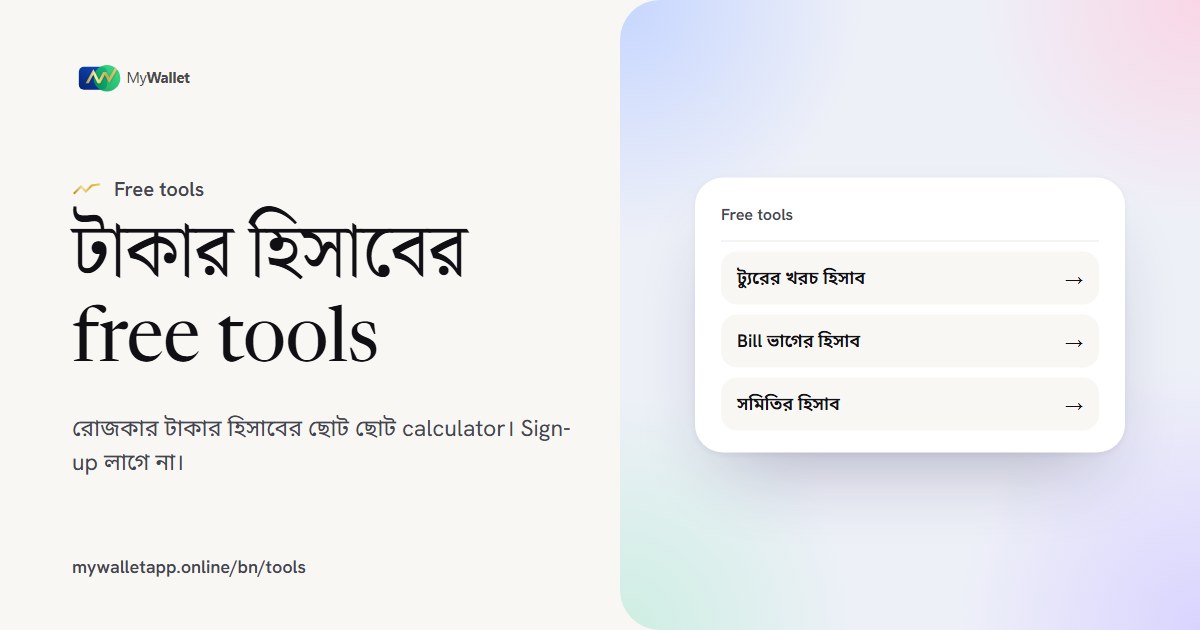 MyWallet
Free tools
টাকার হিসাবের
free tools
রোজকার টাকার হিসাবের ছোট ছোট calculator। Sign-
up লাগে না।
mywalletapp.online/bn/tools
Free tools
ট্যুরের খরচ হিসাব →
Bill ভাগের হিসাব →
সমিতির হিসাব →